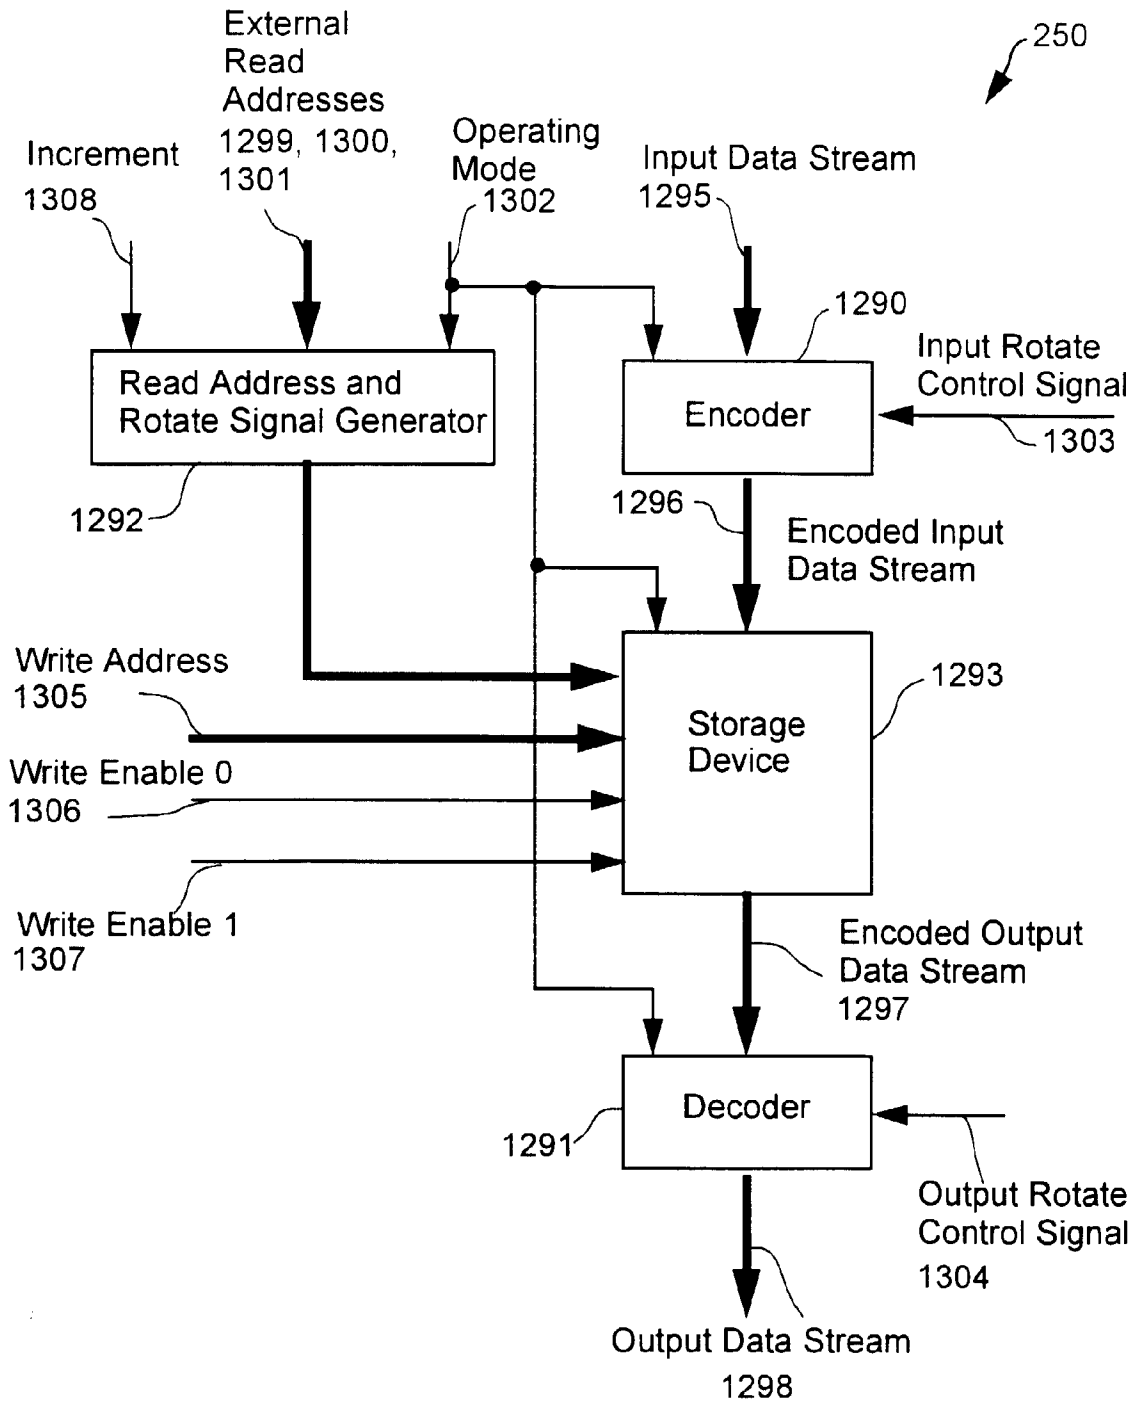 External
Read
Addresses
1299, 1300,
1301
250
Increment
1308
Operating
Mode
1302
Input Data Stream
1295
1290
Input Rotate
Control Signal
1303
Read Address and
Rotate Signal Generator
Encoder
1292
1296
Encoded Input
Data Stream
Write Address
1305
1293
Storage
Device
Write Enable 0
1306
Write Enable 1
1307
Encoded Output
Data Stream
1297
Decoder
1291
Output Rotate
Control Signal
1304
Output Data Stream
1298